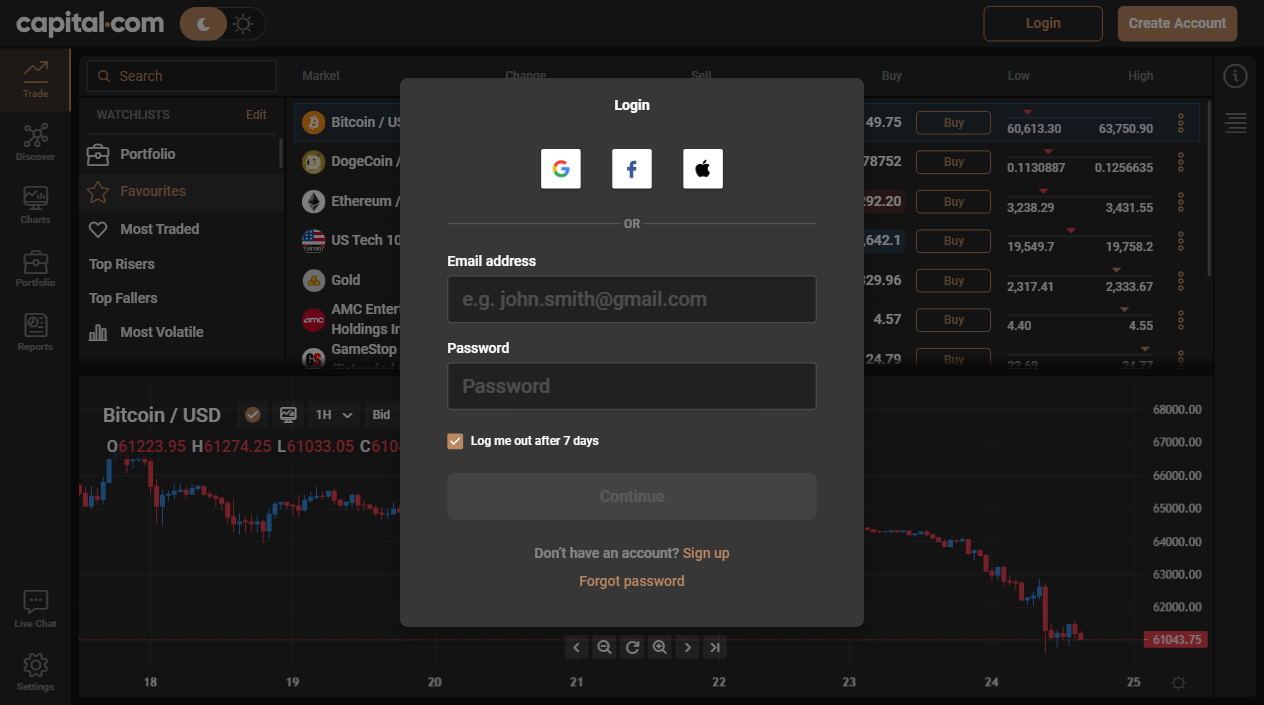 capital.com
Login
Create Account
Trade
Discover
Charts
Portfolio
Reports
Live Chat
Settings
Search
WATCHLISTS Edit
Portfolio
Favourites
Most Traded
Top Risers
Top Fallers
Most Volatile
Market Change Sell Buy Low High
Bitcoin / US 49.75 Buy 60,613.30 63,750.90
DogeCoin / 78752 Buy 0.1130887 0.1256635
Ethereum / 292.20 Buy 3,238.29 3,431.55
US Tech 10 ,642.1 Buy 19,549.7 19,758.2
Gold 329.96 Buy 2,317.41 2,333.67
AMC Enter
Holdings In 4.57 Buy 4.40 4.55
GameStop 24.79 Buy 22.69 24.77
(Extended
Login
OR
Email address
e.g. john.smith@gmail.com
Password
Password
Log me out after 7 days
Continue
Don't have an account? Sign up
Forgot password
Bitcoin / USD 1H Bid
O61223.95 H61274.25 L61033.05 C6104
68000.00
67000.00
66000.00
65000.00
64000.00
63000.00
62000.00
61043.75
18 19 20 21 22 23 24 25